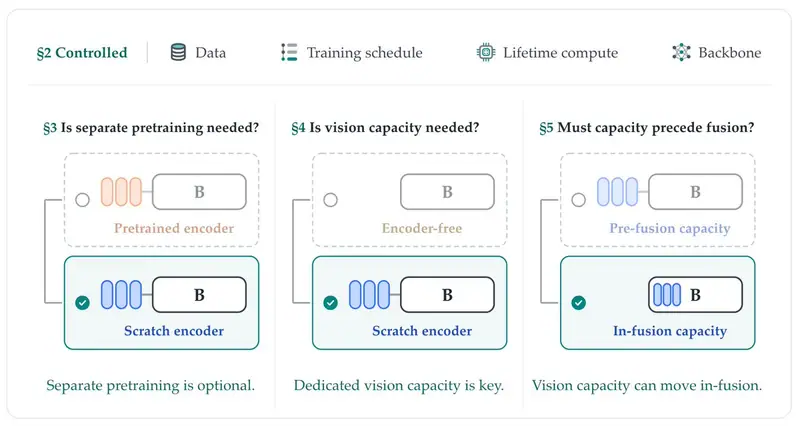 §2 Controlled
Data
Training schedule
Lifetime compute
Backbone
§3 Is separate pretraining needed?
B
Pretrained encoder
B
Scratch encoder
Separate pretraining is optional.
§4 Is vision capacity needed?
B
Encoder-free
B
Scratch encoder
Dedicated vision capacity is key.
§5 Must capacity precede fusion?
B
Pre-fusion capacity
B
In-fusion capacity
Vision capacity can move in-fusion.